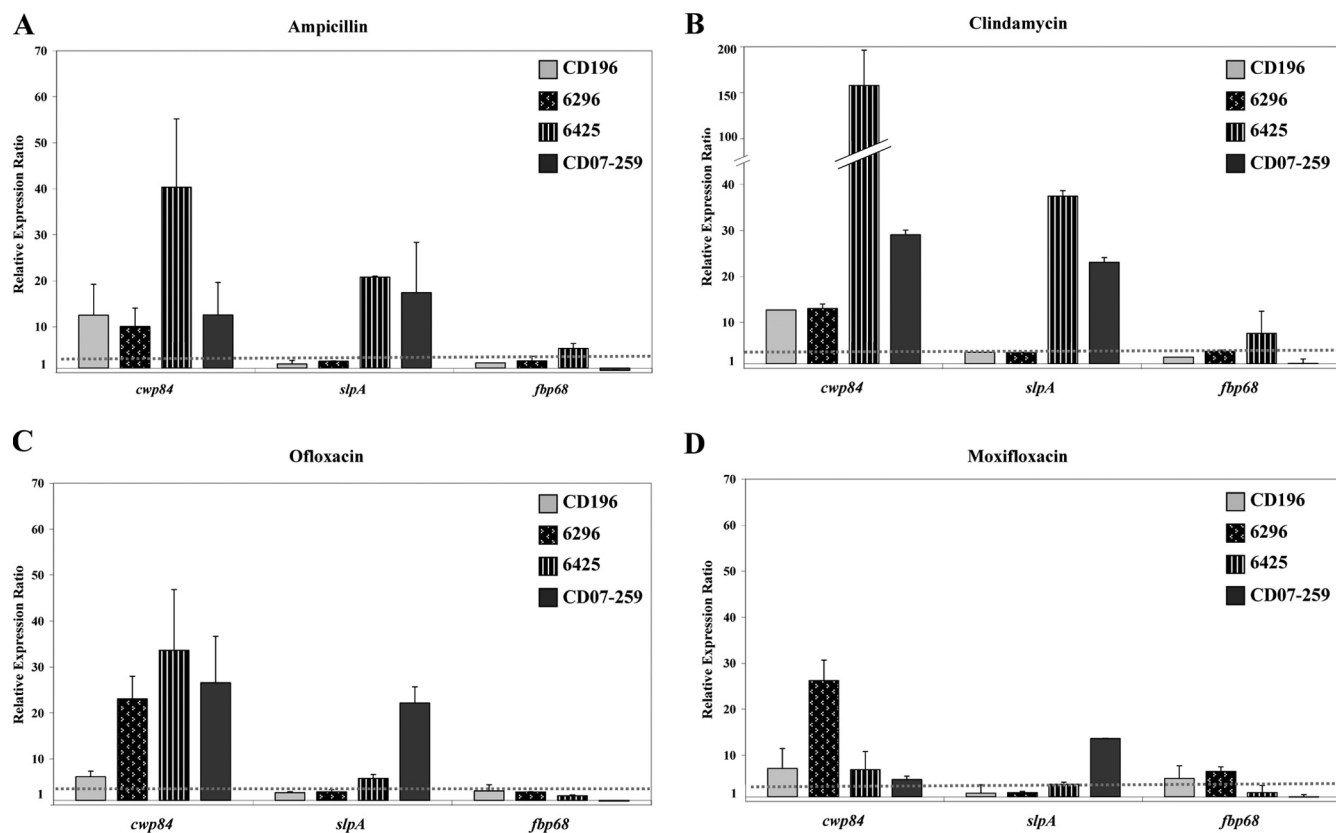 A
Ampicillin
70
60
50
40
30
20
10
1
Relative Expression Ratio
CD196
6296
6425
CD07-259
cwp84 slpA fbp68
B
Clindamycin
200
150
100
40
30
20
10
1
Relative Expression Ratio
CD196
6296
6425
CD07-259
cwp84 slpA fbp68
C
Ofloxacin
70
60
50
40
30
20
10
1
Relative Expression Ratio
CD196
6296
6425
CD07-259
cwp84 slpA fbp68
D
Moxifloxacin
70
60
50
40
30
20
10
1
Relative Expression Ratio
CD196
6296
6425
CD07-259
cwp84 slpA fbp68